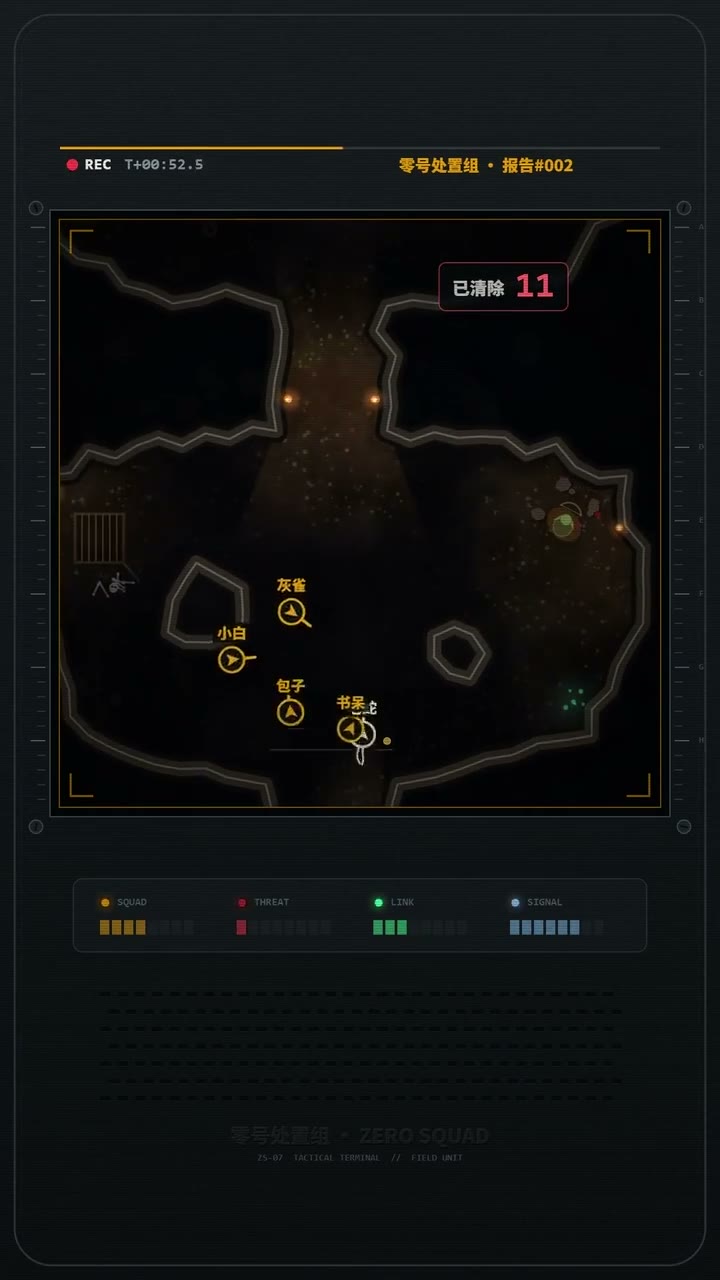 REC T+00:52.5
零号处置组 · 报告#002
已清除 11
灰雀
小白
包子
书呆
SQUAD
THREAT
LINK
SIGNAL
零号处置组 · ZERO SQUAD
ZS-07 TACTICAL TERMINAL // FIELD UNIT